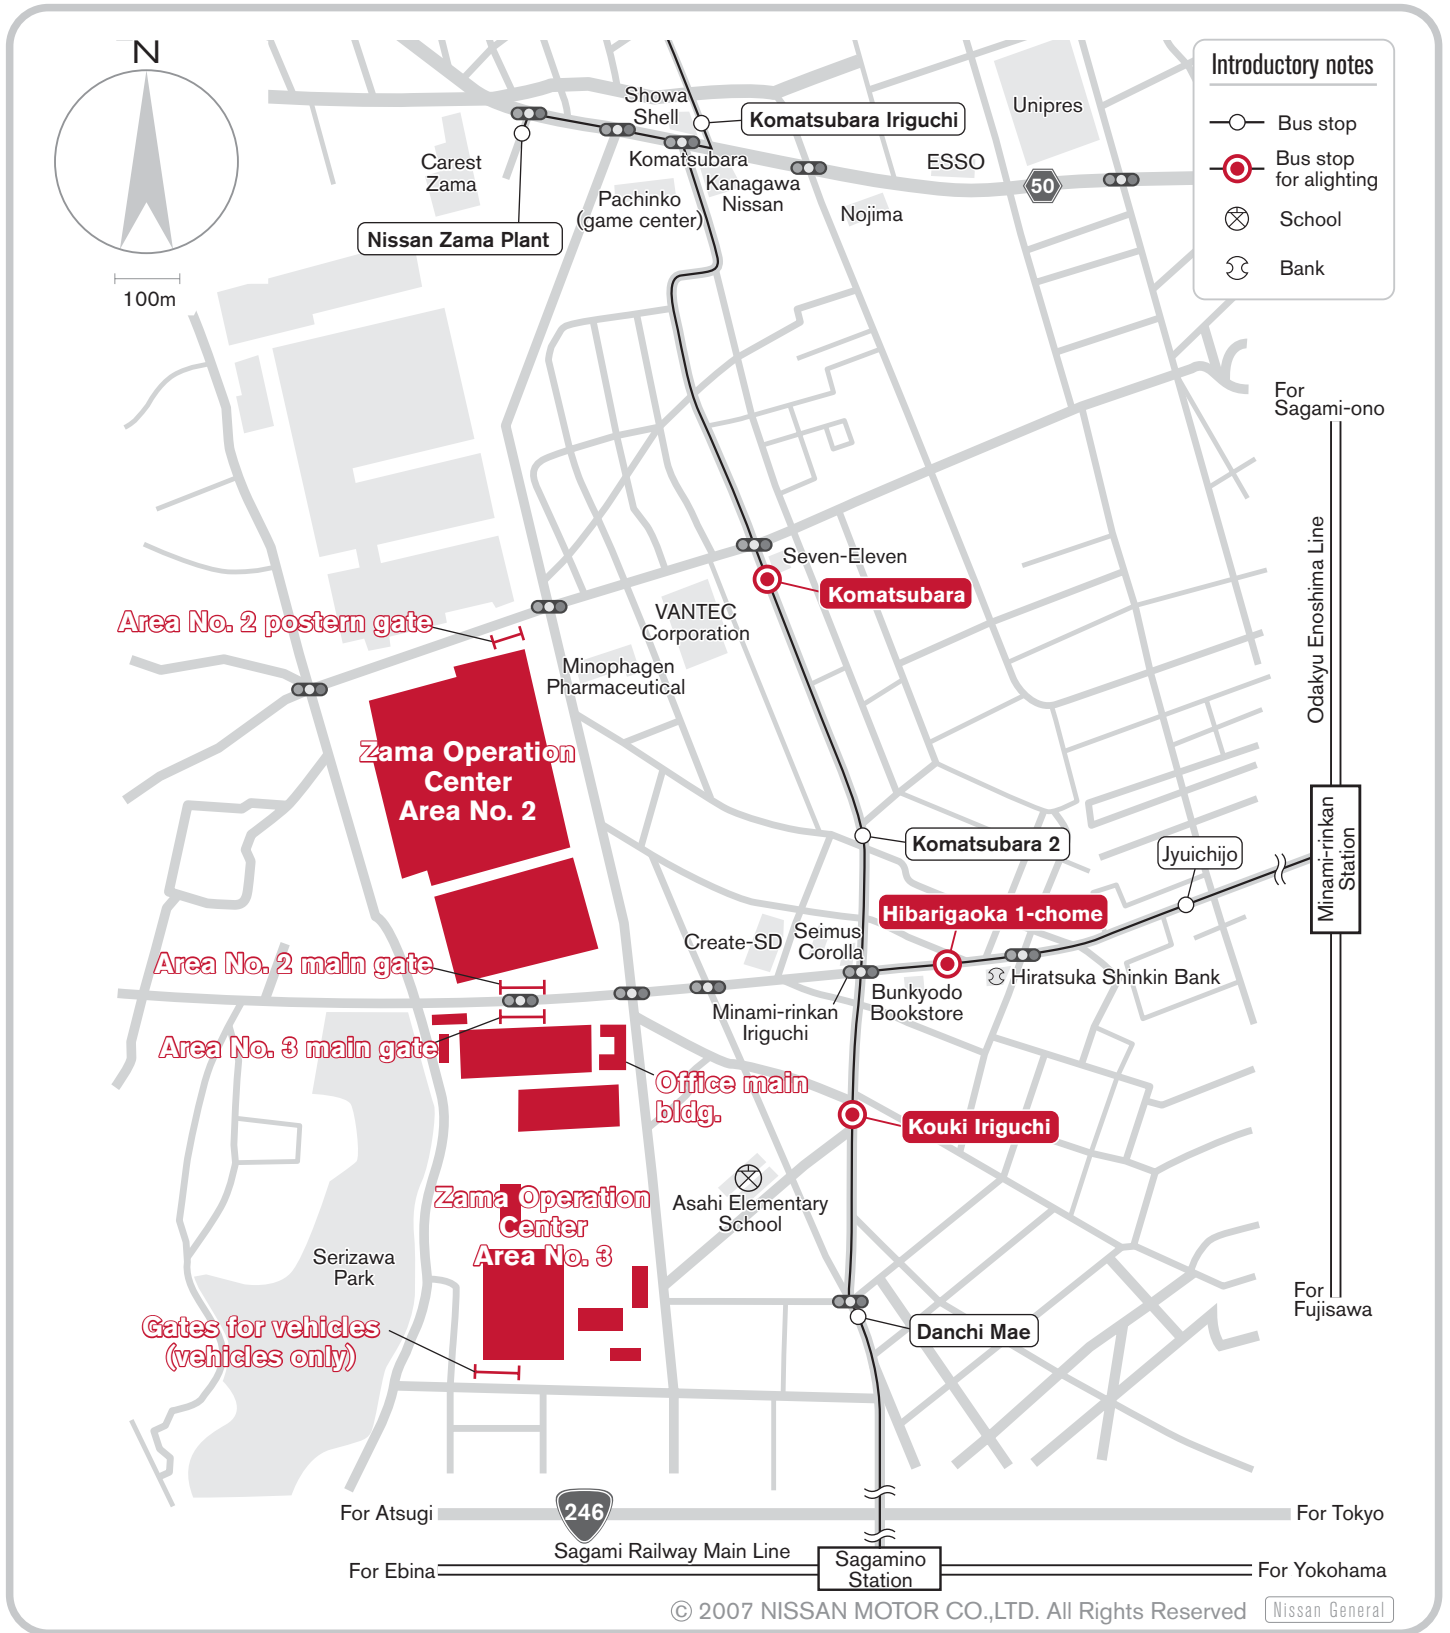 N
100m
Introductory notes
Bus stop
Bus stop
for alighting
School
Bank
Showa
Shell
Komatsubara Iriguchi
Unipres
Carest
Zama
Komatsubara
Kanagawa
Nissan
ESSO
50
Pachinko
(game center)
Nojima
Nissan Zama Plant
For
Sagami-ono
Odakyu Enoshima Line
Seven-Eleven
Komatsubara
VANTEC
Corporation
Area No. 2 postern gate
Minophagen
Pharmaceutical
Zama Operation
Center
Area No. 2
Komatsubara 2
Jyuichijo
Minami-rinkan
Station
Hibarigaoka 1-chome
Create-SD
Seimus
Corolla
Area No. 2 main gate
Hiratsuka Shinkin Bank
Bunkyodo
Bookstore
Minami-rinkan
Iriguchi
Area No. 3 main gate
Office main
bldg.
Kouki Iriguchi
Asahi Elementary
School
Zama Operation
Center
Area No. 3
Serizawa
Park
For
Fujisawa
Gates for vehicles
(vehicles only)
Danchi Mae
For Atsugi
246
For Tokyo
Sagami Railway Main Line
For Ebina
Sagamino
Station
For Yokohama
© 2007 NISSAN MOTOR CO.,LTD. All Rights Reserved
Nissan General